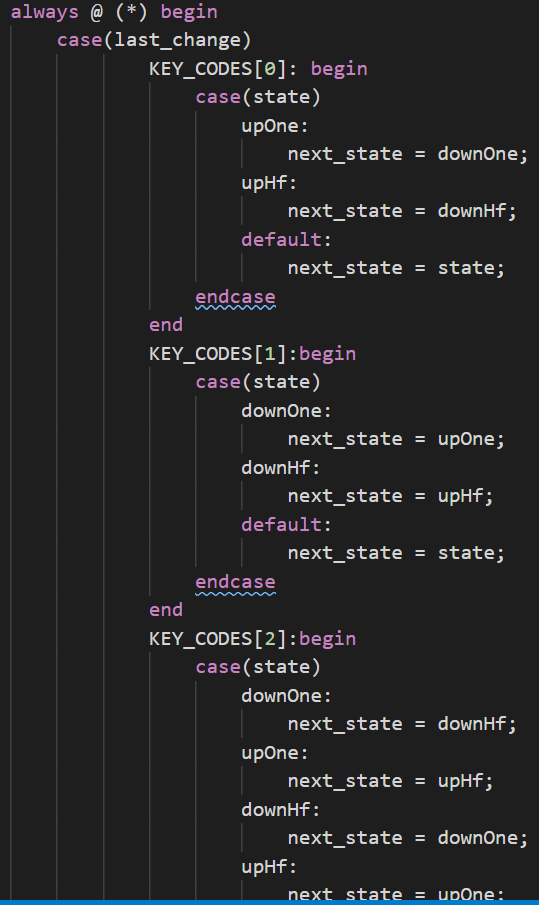 always @ (*) begin
    case(last_change)
            KEY_CODES[0]: begin
                case(state)
                    upOne:
                        next_state = downOne;
                    upHf:
                        next_state = downHf;
                    default:
                        next_state = state;
                endcase
            end
            KEY_CODES[1]:begin
                case(state)
                    downOne:
                        next_state = upOne;
                    downHf:
                        next_state = upHf;
                    default:
                        next_state = state;
                endcase
            end
            KEY_CODES[2]:begin
                case(state)
                    downOne:
                        next_state = downHf;
                    upOne:
                        next_state = upHf;
                    downHf:
                        next_state = downOne;
                    upHf:
                        next_state = upOne;